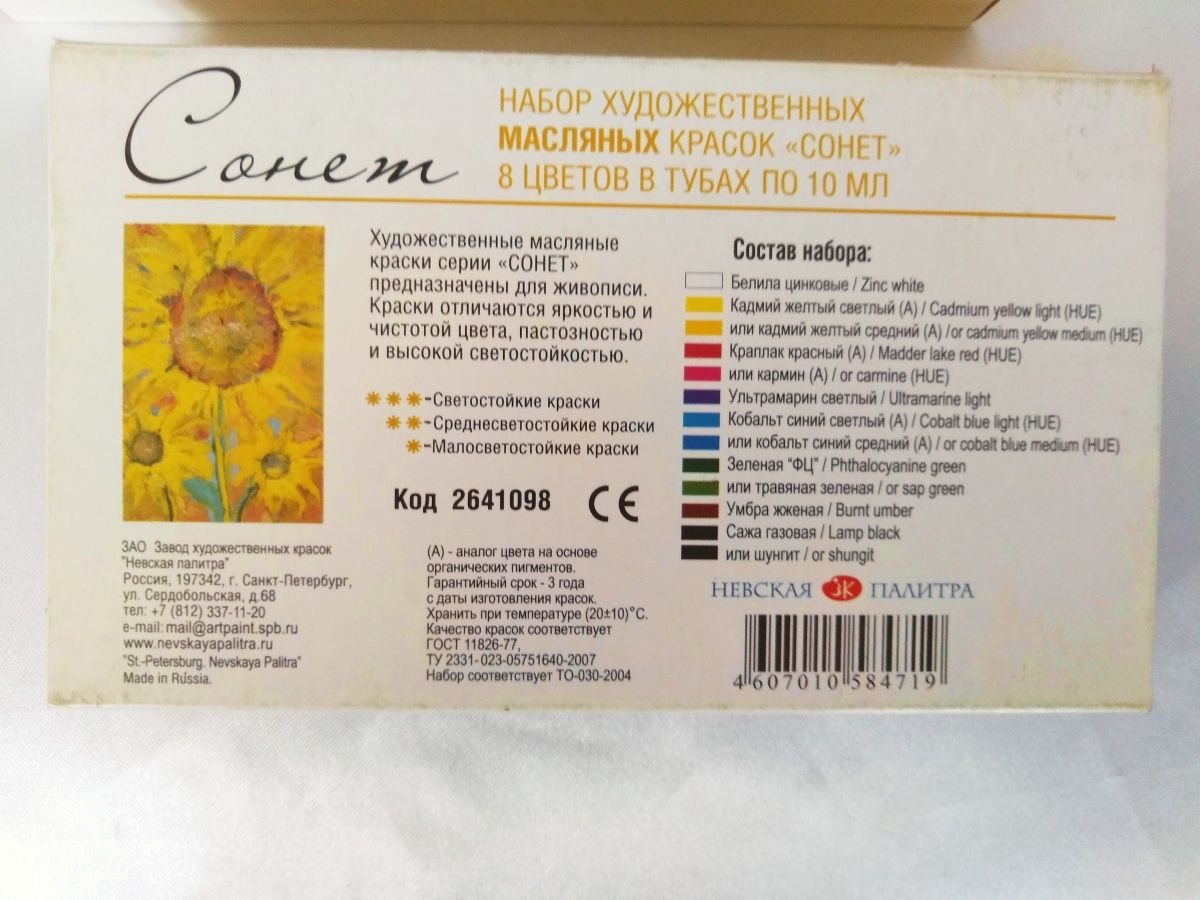 Сонет
НАБОР ХУДОЖЕСТВЕННЫХ
МАСЛЯНЫХ КРАСОК «СОНЕТ»
8 ЦВЕТОВ В ТУБАХ ПО 10 МЛ
Художественные масляные
краски серии «СОНЕТ»
предназначены для живописи.
Краски отличаются яркостью и
чистотой цвета, пастозностью
и высокой светостойкостью.
***-Светостойкие краски
**-Среднесветостойкие краски
*-Малосветостойкие краски
Код 2641098 CE
Состав набора:
Белила цинковые / Zinc white
Кадмий желтый светлый (А) / Cadmium yellow light (HUE)
или кадмий желтый средний (А) /or cadmium yellow medium (HUE)
Краплак красный (А) / Madder lake red (HUE)
или кармин (А) / or carmine (HUE)
Ультрамарин светлый / Ultramarine light
Кобальт синий светлый (А) / Cobalt blue light (HUE)
или кобальт синий средний (А) / or cobalt blue medium (HUE)
Зеленая "ФЦ" / Phthalocyanine green
или травяная зеленая / or sap green
Умбра жженая / Burnt umber
Сажа газовая / Lamp black
или шунгит / or shungit
ЗАО Завод художественных красок
"Невская палитра"
Россия, 197342, г. Санкт-Петербург,
ул. Сердобольская, д.68
тел: +7 (812) 337-11-20
e-mail: mail@artpaint.spb.ru
www.nevskayapalitra.ru
"St.-Petersburg. Nevskaya Palitra"
Made in Russia.
(А) - аналог цвета на основе
органических пигментов.
Гарантийный срок - 3 года
с даты изготовления красок.
Хранить при температуре (20±10)°С.
Качество красок соответствует
ГОСТ 11826-77,
ТУ 2331-023-05751640-2007
Набор соответствует ТО-030-2004
НЕВСКАЯ ЗК ПАЛИТРА
4 607010 584719